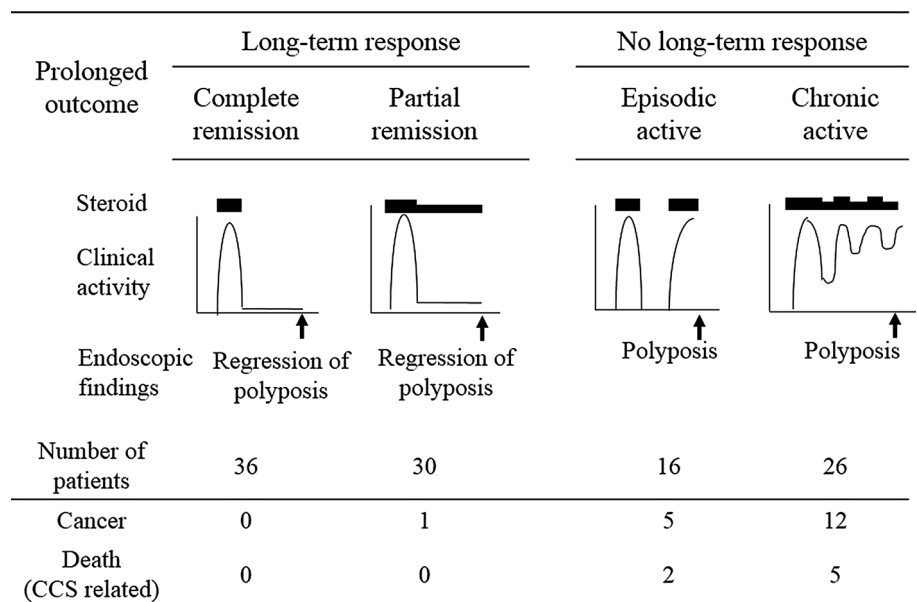 Prolonged outcome
Long-term response
No long-term response
Complete remission
Partial remission
Episodic active
Chronic active
Steroid
Clinical activity
Endoscopic findings
Regression of polyposis
Regression of polyposis
Polyposis
Polyposis
Number of patients 36 30 16 26
Cancer 0 1 5 12
Death (CCS related) 0 0 2 5